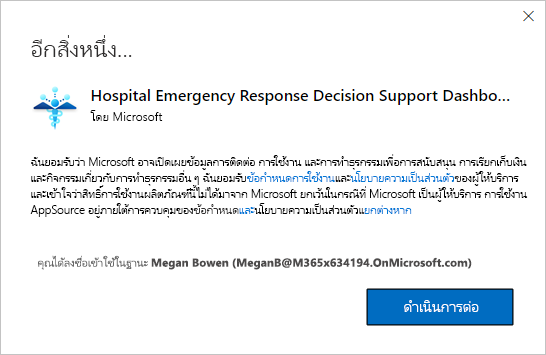 อีกสิ่งหนึ่ง...
Hospital Emergency Response Decision Support Dashbo...
โดย Microsoft
ฉันยอมรับว่า Microsoft อาจเปิดเผยข้อมูลการติดต่อ การใช้งาน และการทำธุรกรรมเพื่อการสนับสนุน การเรียกเก็บเงิน
และกิจกรรมเกี่ยวกับการทำธุรกรรมอื่น ๆ ฉันยอมรับข้อกำหนดการใช้งานและนโยบายความเป็นส่วนตัวของผู้ให้บริการ
และเข้าใจว่าสิทธิ์การใช้งานผลิตภัณฑ์นี้ไม่ได้มาจาก Microsoft ยกเว้นในกรณีที่ Microsoft เป็นผู้ให้บริการ การใช้งาน
AppSource อยู่ภายใต้การควบคุมของข้อกำหนดและนโยบายความเป็นส่วนตัวแยกต่างหาก
คุณได้ลงชื่อเข้าใช้ในฐานะ Megan Bowen (MeganB@M365x634194.OnMicrosoft.com)
ดำเนินการต่อ